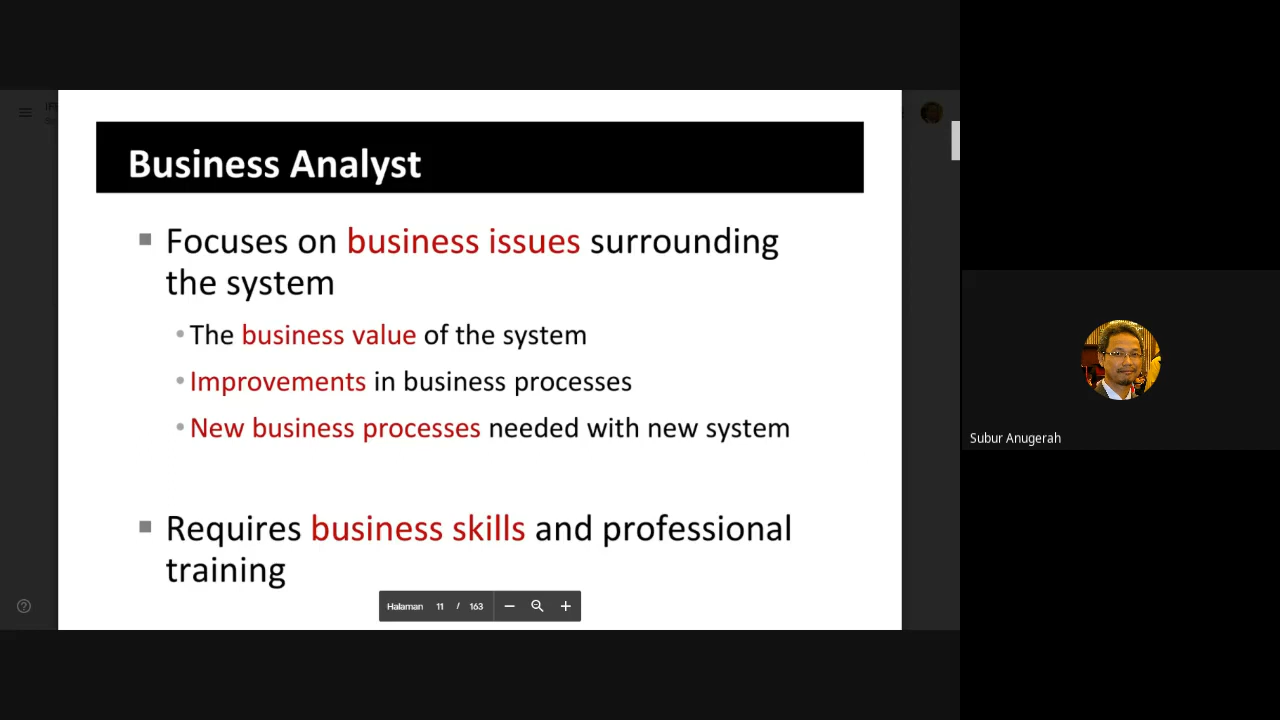 Business Analyst
Focuses on business issues surrounding
the system
The business value of the system
Improvements in business processes
New business processes needed with new system
Requires business skills and professional
training
Halaman 11 / 163
Subur Anugerah